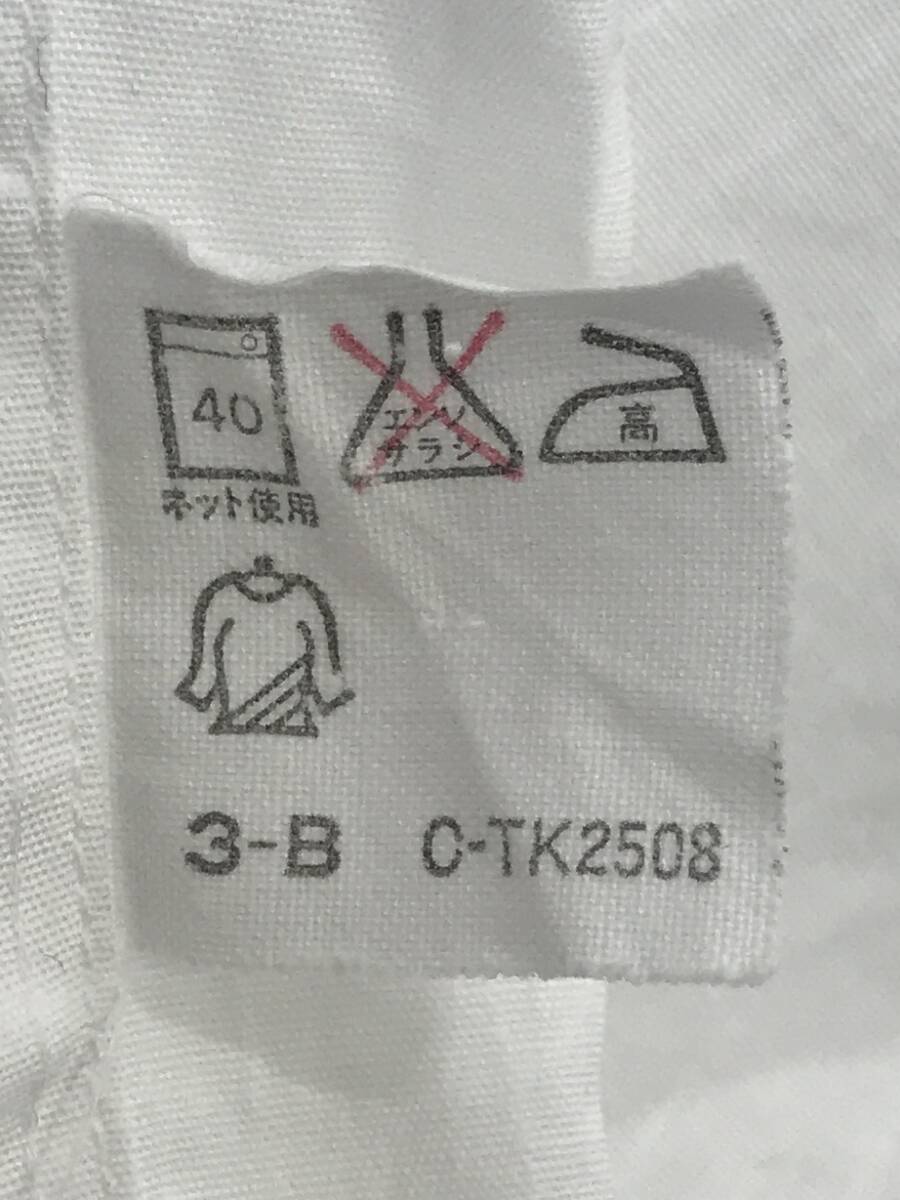 40
エンソ
サラシ
高
ネット使用
3-B C-TK2508